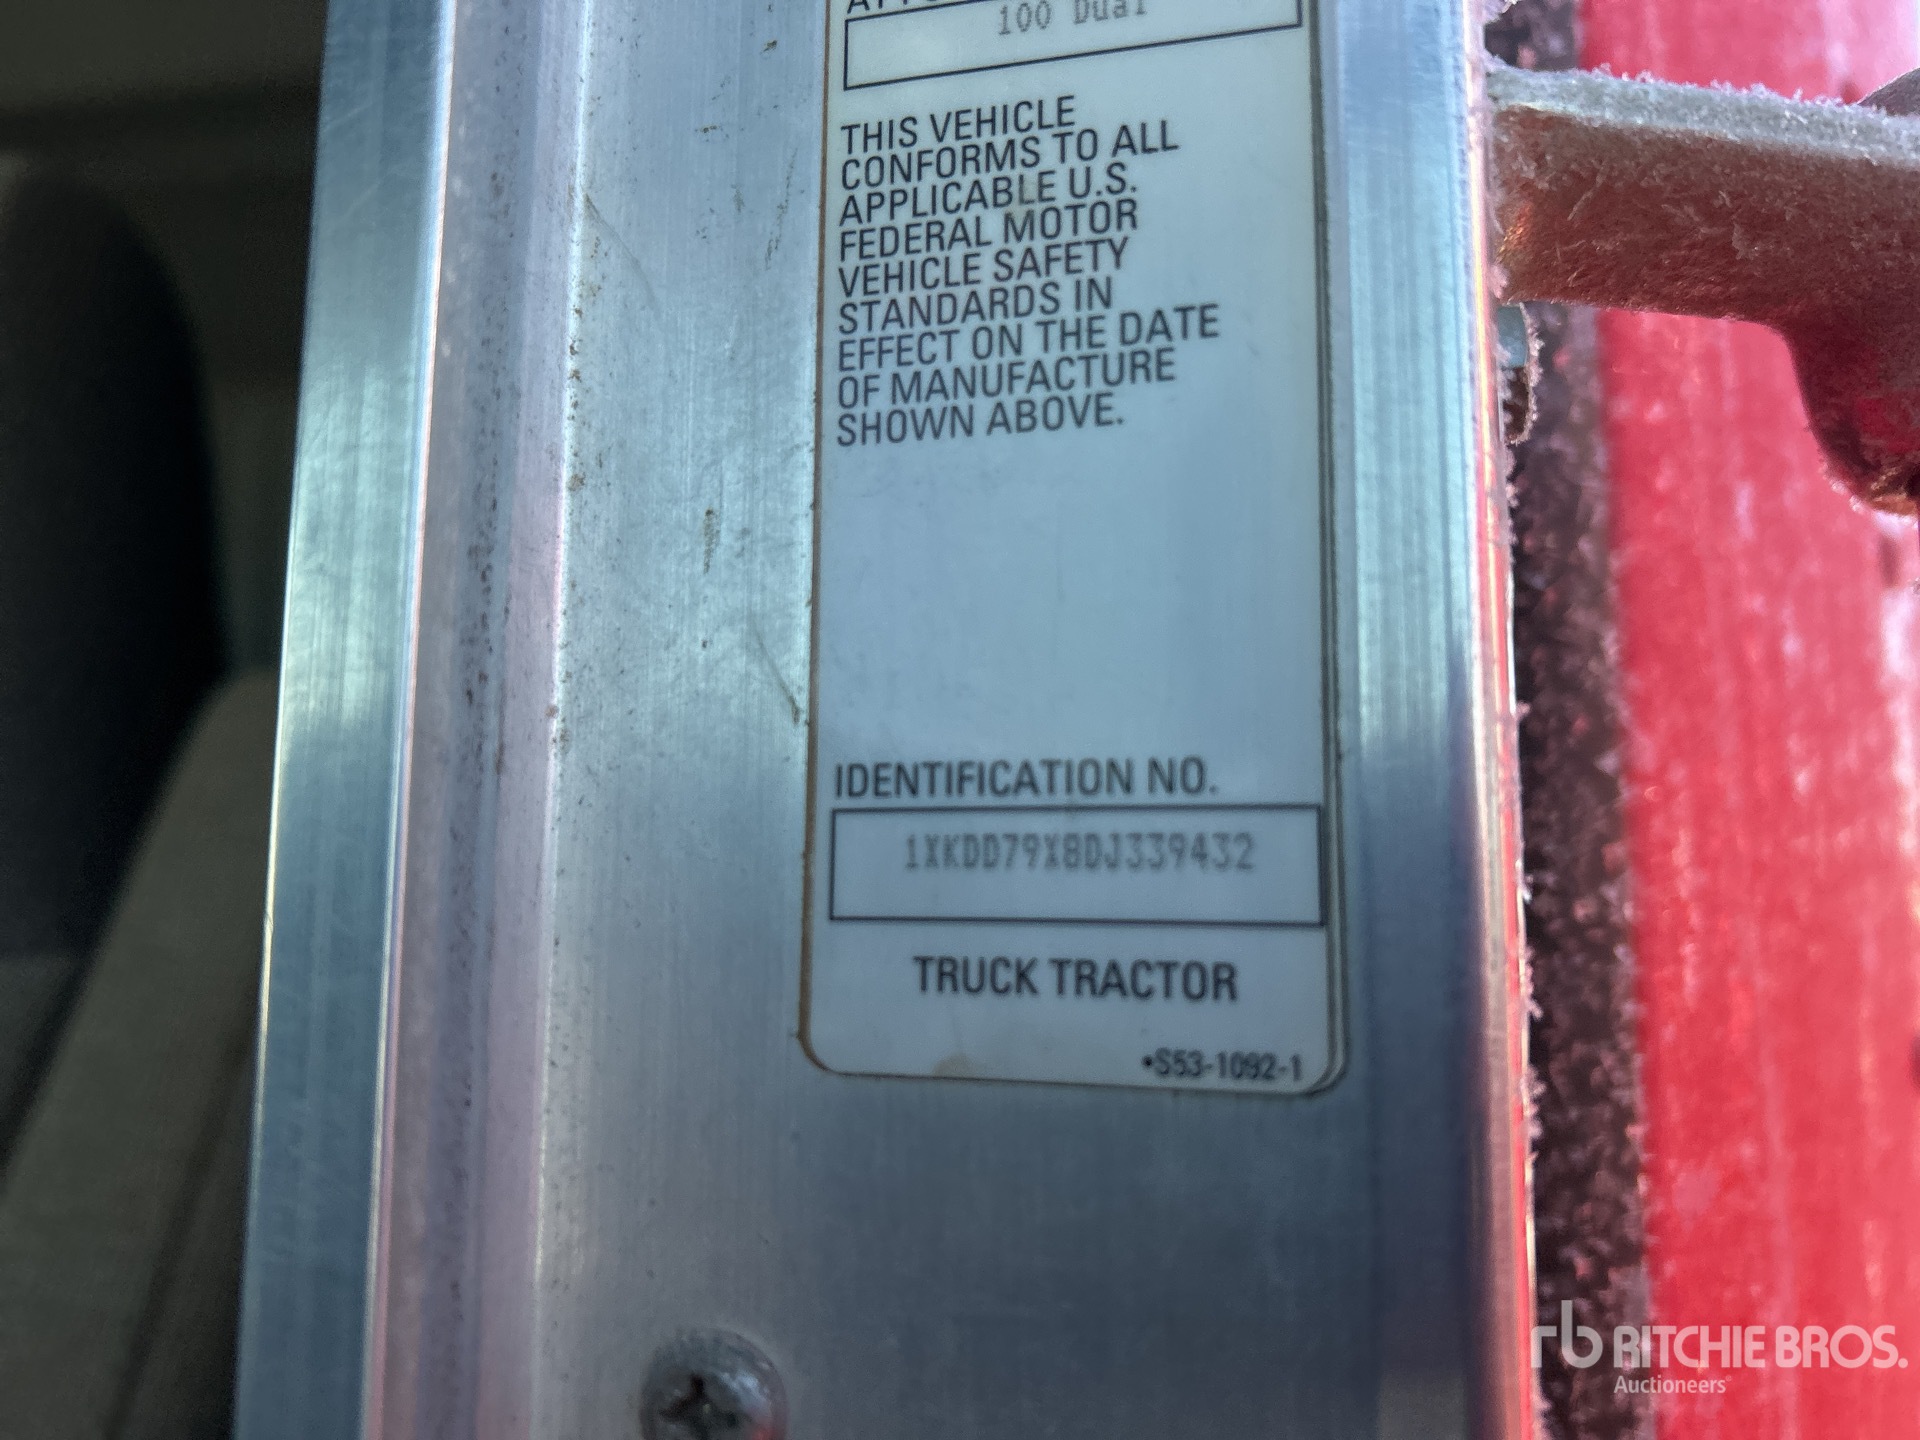 100 Dual
THIS VEHICLE
CONFORMS TO ALL
APPLICABLE U.S.
FEDERAL MOTOR
VEHICLE SAFETY
STANDARDS IN
EFFECT ON THE DATE
OF MANUFACTURE
SHOWN ABOVE.
IDENTIFICATION NO.
1XKDD79X8DJ339432
TRUCK TRACTOR
•S53-1092-1
rb RITCHIE BROS.
Auctioneers